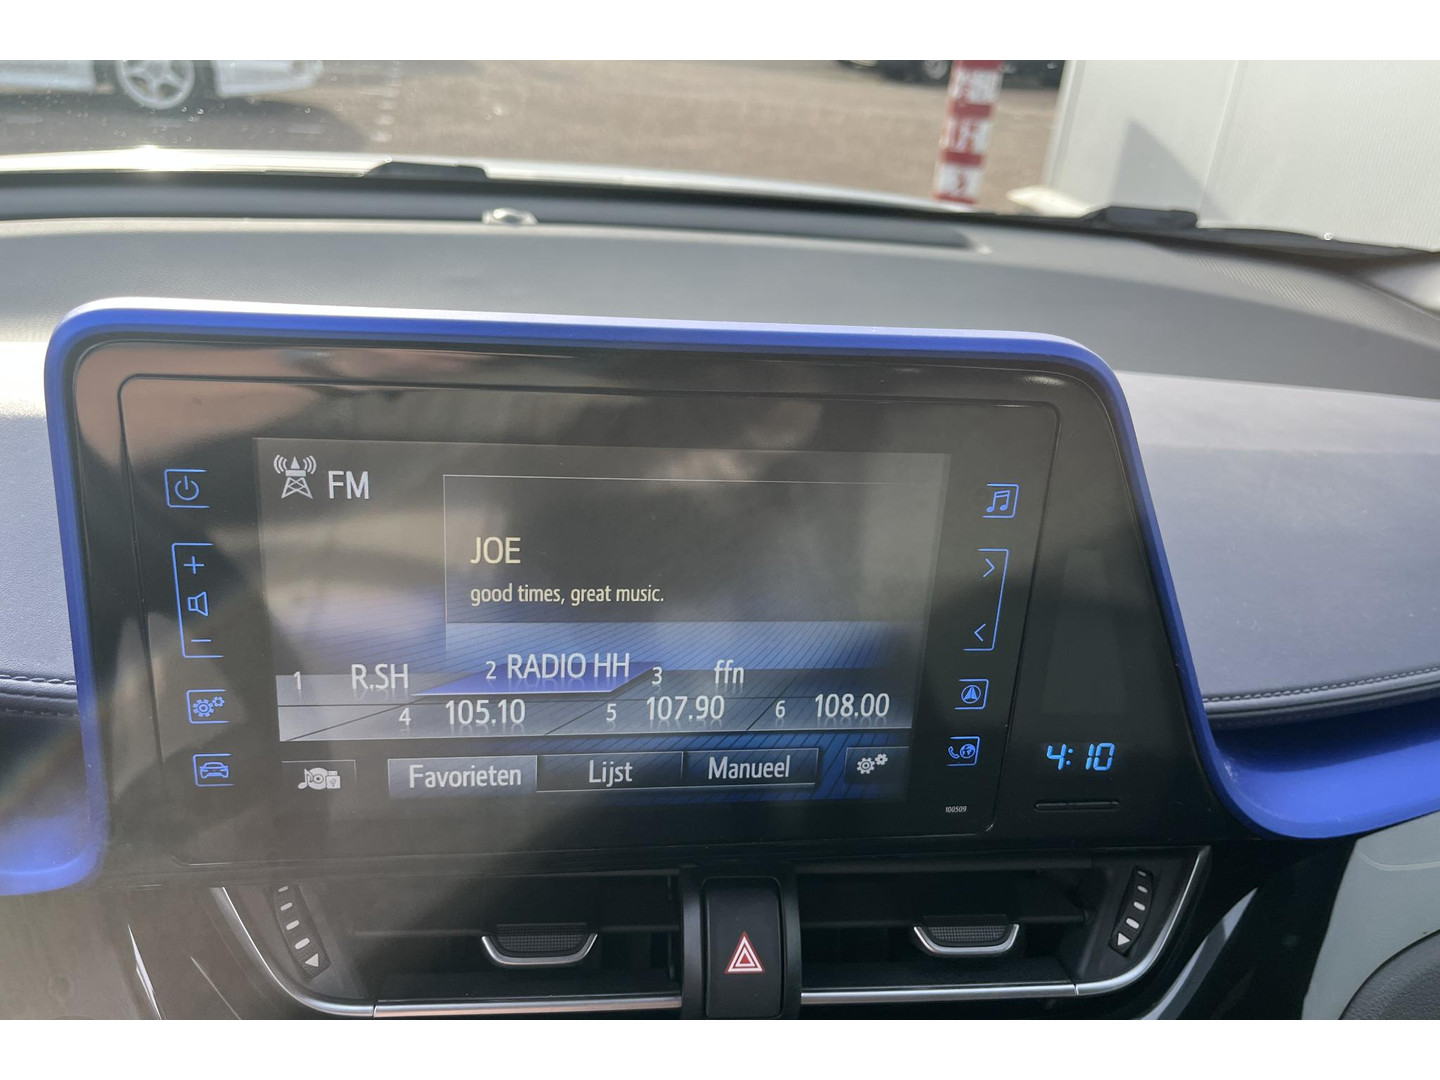 FM
JOE
good times, great music.
1 R.SH 2 RADIO HH 3 ffn
4 105.10 5 107.90 6 108.00
Favorieten Lijst Manueel
100509
4:10